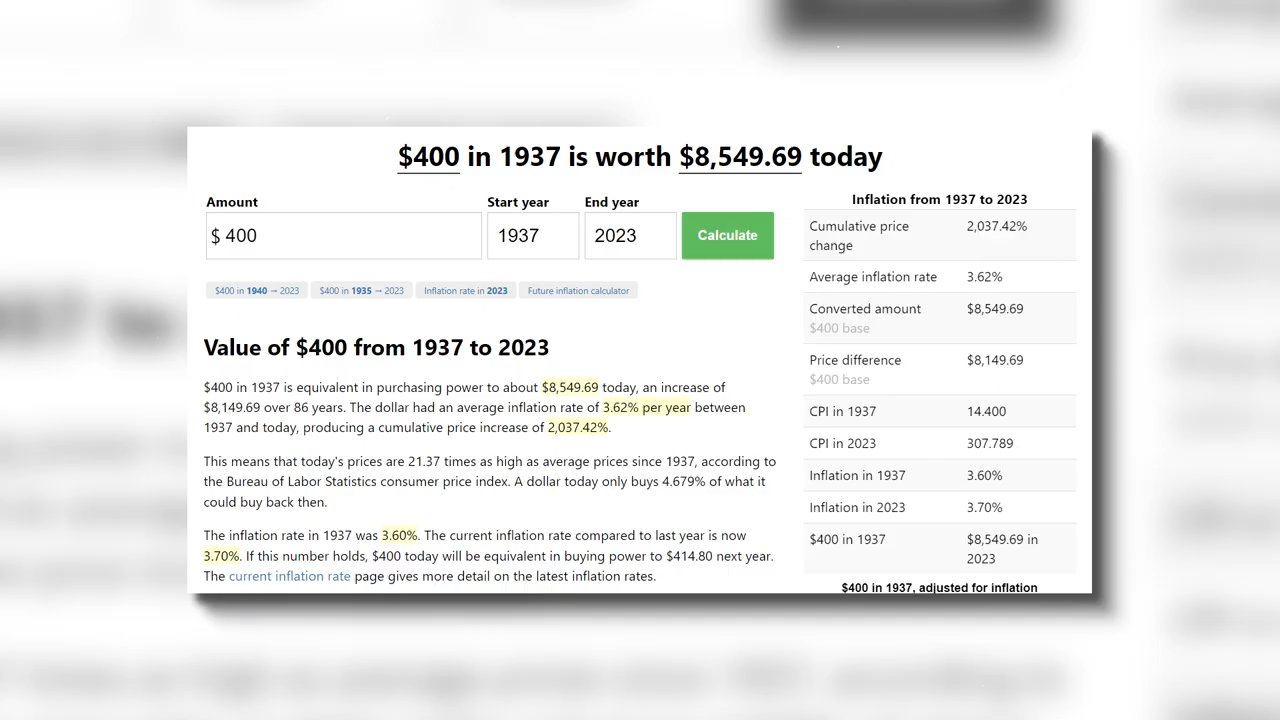 $400 in 1937 is worth $8,549.69 today
Amount
Start year
End year
$ 400
1937
2023
Calculate
$400 in 1940 → 2023
$400 in 1935 → 2023
Inflation rate in 2023
Future inflation calculator
Value of $400 from 1937 to 2023
$400 in 1937 is equivalent in purchasing power to about $8,549.69 today, an increase of
$8,149.69 over 86 years. The dollar had an average inflation rate of 3.62% per year between
1937 and today, producing a cumulative price increase of 2,037.42%.
This means that today's prices are 21.37 times as high as average prices since 1937, according to
the Bureau of Labor Statistics consumer price index. A dollar today only buys 4.679% of what it
could buy back then.
The inflation rate in 1937 was 3.60%. The current inflation rate compared to last year is now
3.70%. If this number holds, $400 today will be equivalent in buying power to $414.80 next year.
The current inflation rate page gives more detail on the latest inflation rates.
Inflation from 1937 to 2023
Cumulative price 2,037.42%
change
Average inflation rate 3.62%
Converted amount $8,549.69
$400 base
Price difference $8,149.69
$400 base
CPI in 1937 14.400
CPI in 2023 307.789
Inflation in 1937 3.60%
Inflation in 2023 3.70%
$400 in 1937 $8,549.69 in
2023
$400 in 1937, adjusted for inflation